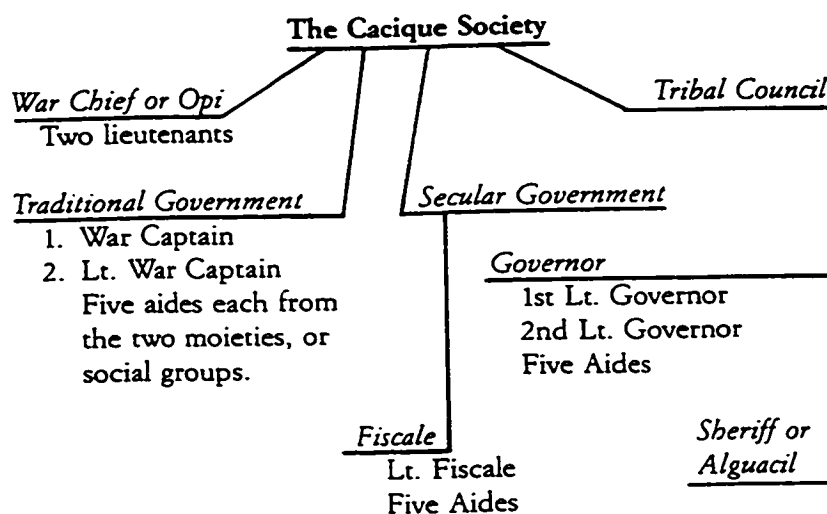 The Cacique Society
War Chief or Opi
Two lieutenants
Tribal Council
Traditional Government
1. War Captain
2. Lt. War Captain
Five aides each from
the two moieties, or
social groups.
Secular Government
Governor
1st Lt. Governor
2nd Lt. Governor
Five Aides
Fiscale
Lt. Fiscale
Five Aides
Sheriff or
Alguacil